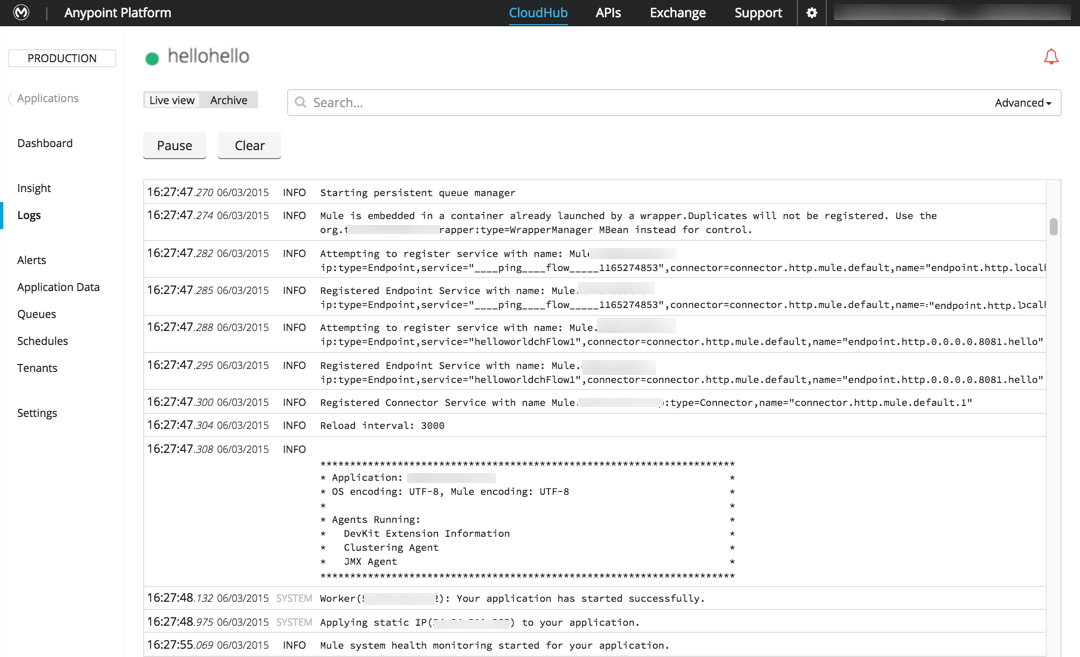 Anypoint Platform
CloudHub
APIs
Exchange
Support
PRODUCTION
hellohello
Applications
Live view
Archive
Search...
Advanced
Dashboard
Pause
Clear
Insight
Logs
Alerts
Application Data
Queues
Schedules
Tenants
Settings
16:27:47.270 06/03/2015 INFO Starting persistent queue manager
16:27:47.274 06/03/2015 INFO Mule is embedded in a container already launched by a wrapper.Duplicates will not be registered. Use the
org. rapper:type=WrapperManager MBean instead for control.
16:27:47.282 06/03/2015 INFO Attempting to register service with name: Mule
ip:type=Endpoint,service="____ping____flow_____1165274853",connector=connector.http.mule.default,name="endpoint.http.localh
16:27:47.285 06/03/2015 INFO Registered Endpoint Service with name: Mule.
ip:type=Endpoint,service="____ping____flow_____1165274853",connector=connector.http.mule.default,name="endpoint.http.localh
16:27:47.288 06/03/2015 INFO Attempting to register service with name: Mule.
ip:type=Endpoint,service="helloworldchFlow1",connector=connector.http.mule.default,name="endpoint.http.0.0.0.0.8081.hello"
16:27:47.295 06/03/2015 INFO Registered Endpoint Service with name: Mule.
ip:type=Endpoint,service="helloworldchFlow1",connector=connector.http.mule.default,name="endpoint.http.0.0.0.0.8081.hello"
16:27:47.300 06/03/2015 INFO Registered Connector Service with name Mule. :type=Connector,name="connector.http.mule.default.1"
16:27:47.304 06/03/2015 INFO Reload interval: 3000
16:27:47.308 06/03/2015 INFO
**********************************************************************
* Application: *
* OS encoding: UTF-8, Mule encoding: UTF-8 *
* *
* Agents Running: *
* DevKit Extension Information *
* Clustering Agent *
* JMX Agent *
**********************************************************************
16:27:48.132 06/03/2015 SYSTEM Worker( ): Your application has started successfully.
16:27:48.975 06/03/2015 SYSTEM Applying static IP( ) to your application.
16:27:55.069 06/03/2015 INFO Mule system health monitoring started for your application.